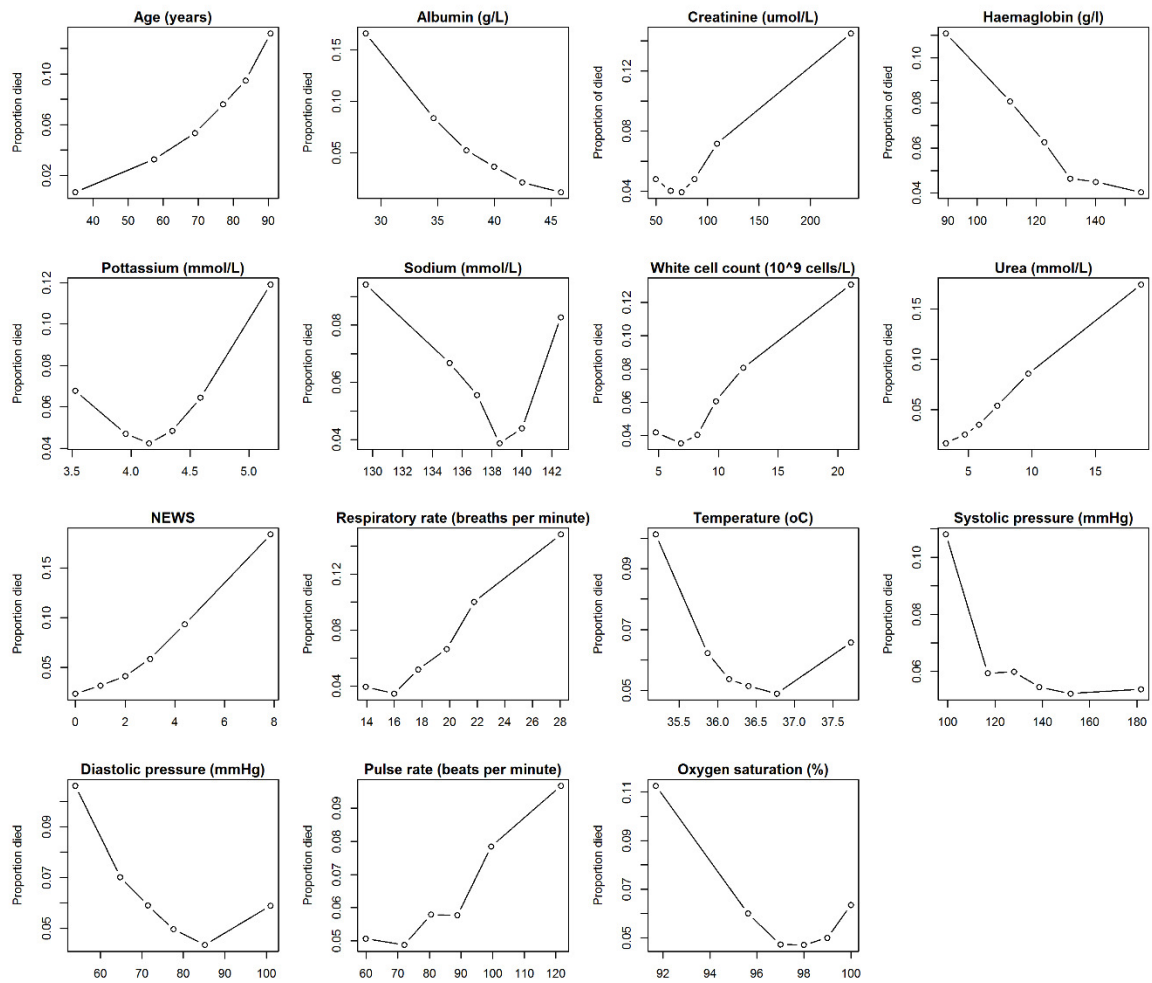 Age (years)
Proportion died
0.02 0.06 0.10
40 50 60 70 80 90
Albumin (g/L)
Proportion died
0.05 0.10 0.15
30 35 40 45
Creatinine (umol/L)
Proportion of died
0.04 0.08 0.14
50 100 150 200
Haemaglobin (g/l)
Proportion died
0.04 0.06 0.08 0.10
90 100 120 140
Pottassium (mmol/L)
Proportion died
0.04 0.06 0.08 0.10 0.12
3.5 4.0 4.5 5.0
Sodium (mmol/L)
Proportion died
0.04 0.06 0.08
130 132 134 136 138 140 142
White cell count (10^9 cells/L)
Proportion died
0.04 0.06 0.08 0.10 0.12
5 10 15 20
Urea (mmol/L)
Proportion died
0.05 0.10 0.15
5 10 15
NEWS
Proportion died
0.05 0.10 0.15
0 2 4 6 8
Respiratory rate (breaths per minute)
Proportion died
0.04 0.08 0.12
14 16 18 20 22 24 26 28
Temperature (oC)
Proportion died
0.05 0.07 0.09
35.5 36.0 36.5 37.0 37.5
Systolic pressure (mmHg)
Proportion died
0.06 0.08 0.10
100 120 140 160 180
Diastolic pressure (mmHg)
Proportion died
0.05 0.07 0.09
60 70 80 90 100
Pulse rate (beats per minute)
Proportion died
0.05 0.06 0.07 0.08 0.09
60 70 80 90 100 120
Oxygen saturation (%)
Proportion died
0.05 0.07 0.09 0.11
92 94 96 98 100